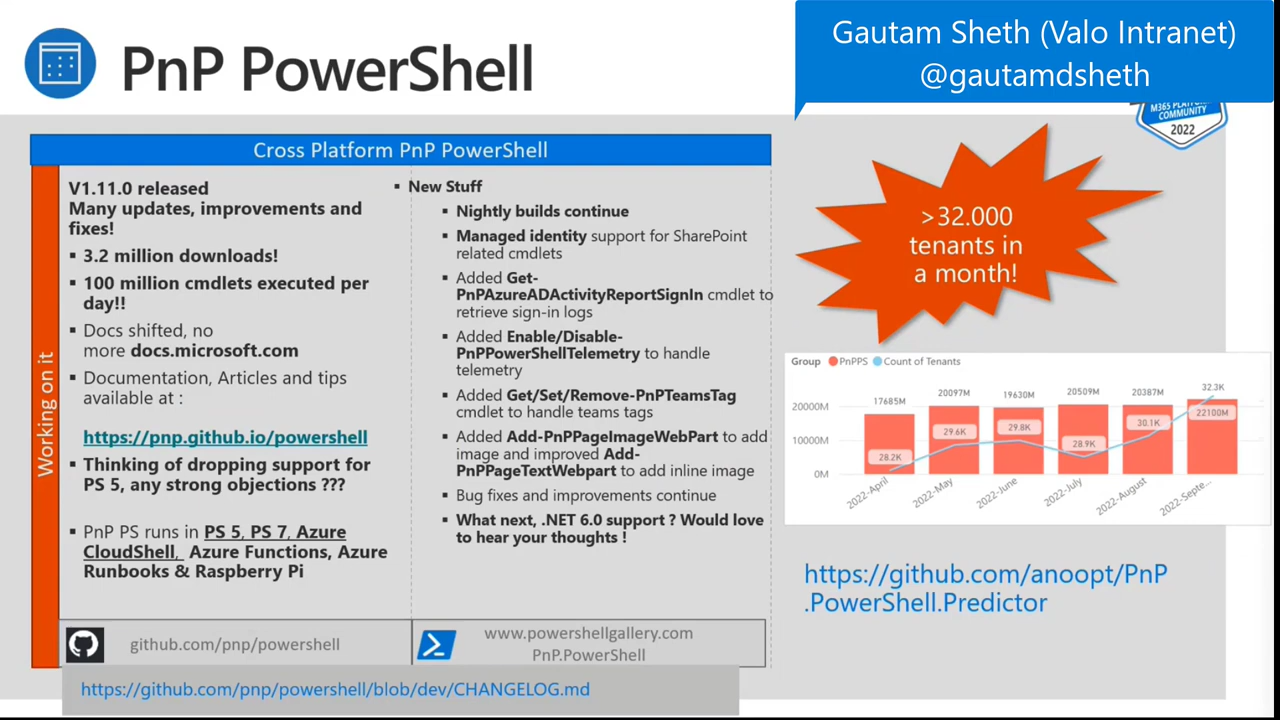 PnP PowerShell
Gautam Sheth (Valo Intranet)
@gautamdsheth
M365 PLATFORM
COMMUNITY
2022
Cross Platform PnP PowerShell
Working on it
V1.11.0 released
Many updates, improvements and
fixes!
▪ 3.2 million downloads!
▪ 100 million cmdlets executed per
day!!
▪ Docs shifted, no
more docs.microsoft.com
▪ Documentation, Articles and tips
available at :
https://pnp.github.io/powershell
▪ Thinking of dropping support for
PS 5, any strong objections ???
▪ PnP PS runs in PS 5, PS 7, Azure
CloudShell, Azure Functions, Azure
Runbooks & Raspberry Pi
▪ New Stuff
▪ Nightly builds continue
▪ Managed identity support for SharePoint
related cmdlets
▪ Added Get-
PnPAzureADActivityReportSignIn cmdlet to
retrieve sign-in logs
▪ Added Enable/Disable-
PnPPowerShellTelemetry to handle
telemetry
▪ Added Get/Set/Remove-PnPTeamsTag
cmdlet to handle teams tags
▪ Added Add-PnPPageImageWebPart to add
image and improved Add-
PnPPageTextWebpart to add inline image
▪ Bug fixes and improvements continue
▪ What next, .NET 6.0 support ? Would love
to hear your thoughts !
github.com/pnp/powershell
www.powershellgallery.com
PnP.PowerShell
https://github.com/pnp/powershell/blob/dev/CHANGELOG.md
>32.000
tenants in
a month!
Group PnPPS Count of Tenants
20000M
10000M
0M
17685M
20097M
19630M
20509M
20387M
32.3K
22100M
28.2K
29.6K
29.8K
28.9K
30.1K
2022-April
2022-May
2022-June
2022-July
2022-August
2022-Septe...
https://github.com/anoopt/PnP
.PowerShell.Predictor